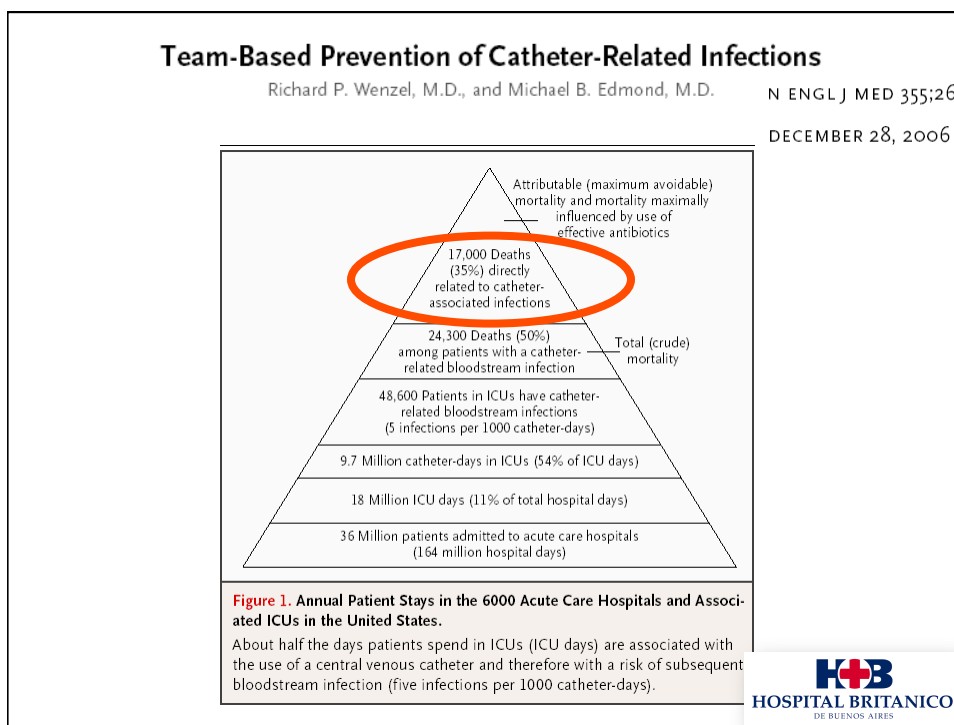 Team-Based Prevention of Catheter-Related Infections
Richard P. Wenzel, M.D., and Michael B. Edmond, M.D.
N ENGL J MED 355;26
DECEMBER 28, 2006
Attributable (maximum avoidable)
mortality and mortality maximally
influenced by use of
effective antibiotics
17,000 Deaths
(35%) directly
related to catheter-
associated infections
24,300 Deaths (50%)
among patients with a catheter-
related bloodstream infection
Total (crude)
mortality
48,600 Patients in ICUs have catheter-
related bloodstream infections
(5 infections per 1000 catheter-days)
9.7 Million catheter-days in ICUs (54% of ICU days)
18 Million ICU days (11% of total hospital days)
36 Million patients admitted to acute care hospitals
(164 million hospital days)
Figure 1. Annual Patient Stays in the 6000 Acute Care Hospitals and Associ-
ated ICUs in the United States.
About half the days patients spend in ICUs (ICU days) are associated with
the use of a central venous catheter and therefore with a risk of subsequent
bloodstream infection (five infections per 1000 catheter-days).
HB
HOSPITAL BRITANICO
DE BUENOS AIRES